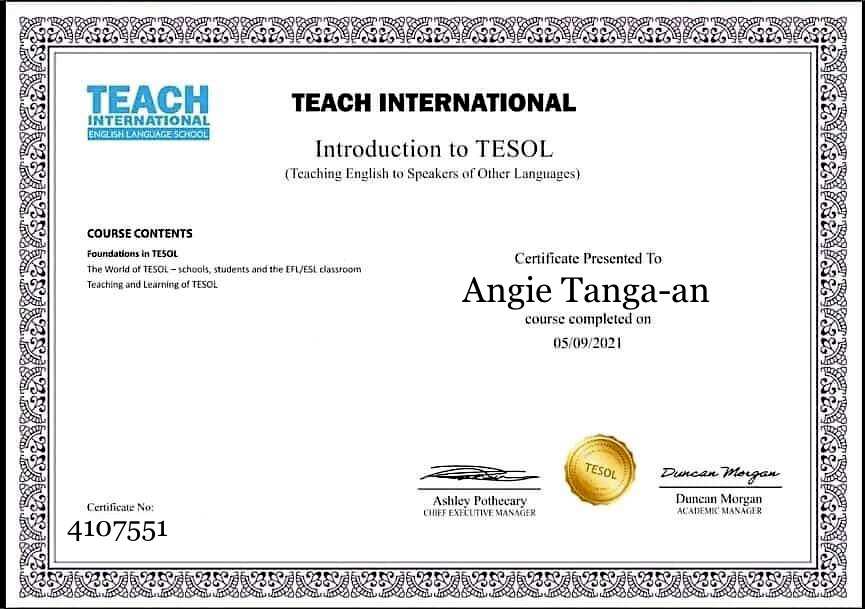 TEACH
INTERNATIONAL
ENGLISH LANGUAGE SCHOOL
TEACH INTERNATIONAL
Introduction to TESOL
(Teaching English to Speakers of Other Languages)
COURSE CONTENTS
Foundations in TESOL
The World of TESOL – schools, students and the EFL/ESL classroom
Teaching and Learning of TESOL
Certificate Presented To
Angie Tanga-an
course completed on
05/09/2021
TESOL
Duncan Morgan
Ashley Pothecary
CHIEF EXECUTIVE MANAGER
Duncan Morgan
ACADEMIC MANAGER
Certificate No:
4107551